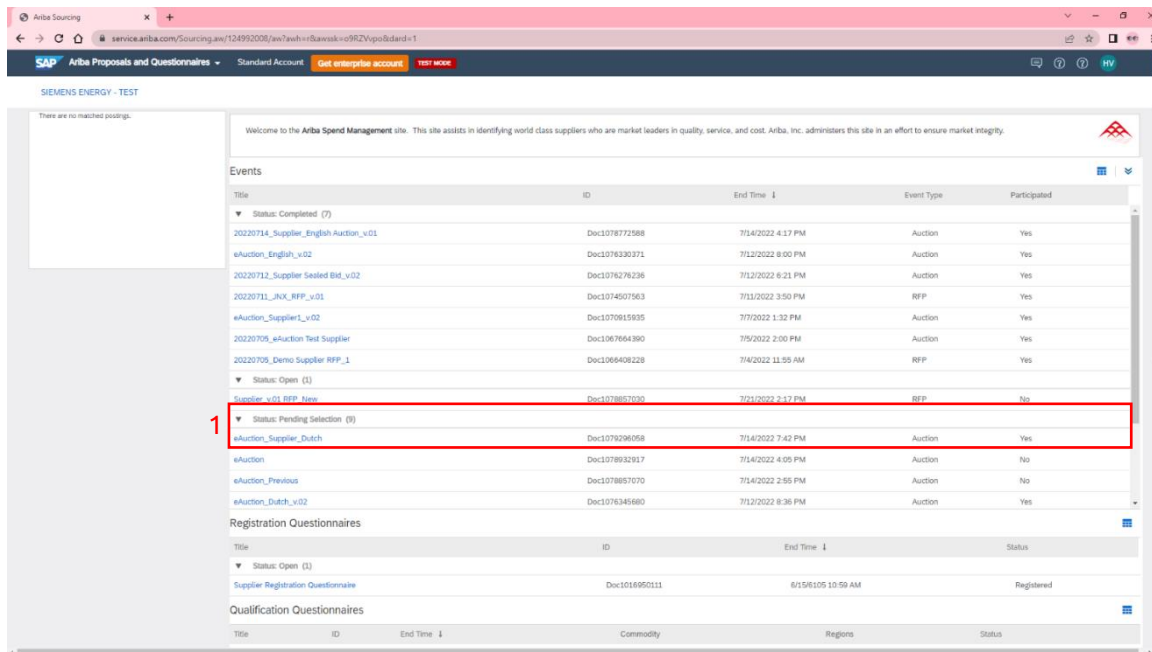 Ariba Sourcing
service.ariba.com/Sourcing.aw/124992008/aw?awh=r&awssk=o9RZVvpo&dard=1
SAP Ariba Proposals and Questionnaires Standard Account Get enterprise account TEST MODE HV
SIEMENS ENERGY - TEST
There are no matched postings.
Welcome to the Ariba Spend Management site. This site assists in identifying world class suppliers who are market leaders in quality, service, and cost. Ariba, Inc. administers this site in an effort to ensure market integrity.
Events
Title ID End Time ↓ Event Type Participated
▼ Status: Completed (7)
20220714_Supplier_English Auction_v.01 Doc1078772588 7/14/2022 4:17 PM Auction Yes
eAuction_English_v.02 Doc1076330371 7/12/2022 8:00 PM Auction Yes
20220712_Supplier Sealed Bid_v.02 Doc1076276236 7/12/2022 6:21 PM Auction Yes
20220711_JNX_RFP_v.01 Doc1074507563 7/11/2022 3:50 PM RFP Yes
eAuction_Supplier1_v.02 Doc1070915935 7/7/2022 1:32 PM Auction Yes
20220705_eAuction Test Supplier Doc1067664390 7/5/2022 2:00 PM Auction Yes
20220705_Demo Supplier RFP_1 Doc1066408228 7/4/2022 11:55 AM RFP Yes
▼ Status: Open (1)
Supplier_v.01 RFP_New Doc1078857030 7/21/2022 2:17 PM RFP No
1 ▼ Status: Pending Selection (9)
eAuction_Supplier_Dutch Doc1079296058 7/14/2022 7:42 PM Auction Yes
eAuction Doc1078932917 7/14/2022 4:05 PM Auction No
eAuction_Previous Doc1078857070 7/14/2022 2:55 PM Auction No
eAuction_Dutch_v.02 Doc1076345680 7/12/2022 8:36 PM Auction Yes
Registration Questionnaires
Title ID End Time ↓ Status
▼ Status: Open (1)
Supplier Registration Questionnaire Doc1016950111 6/15/6105 10:59 AM Registered
Qualification Questionnaires
Title ID End Time ↓ Commodity Regions Status